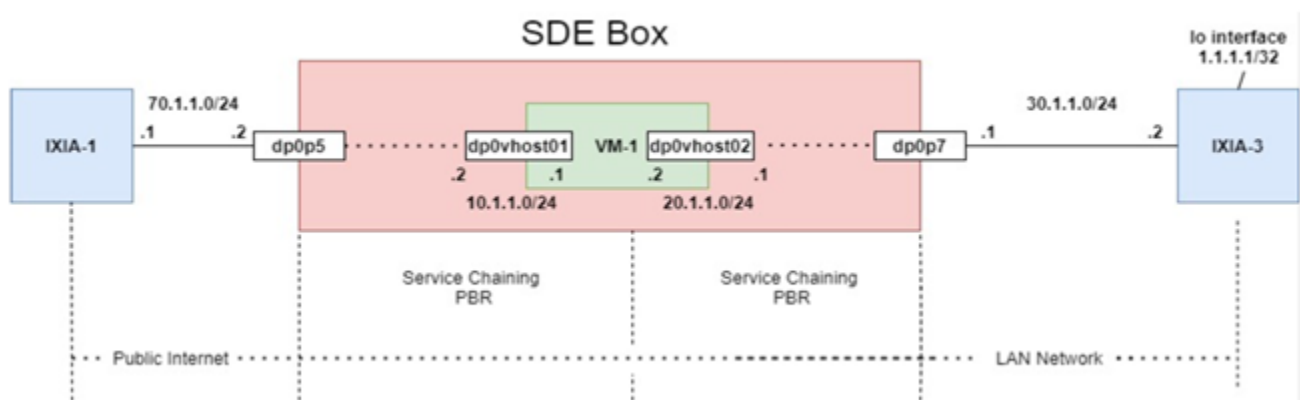 SDE Box
lo interface
1.1.1.1/32
70.1.1.0/24
30.1.1.0/24
.1
.2
.1
.2
IXIA-1
dp0p5
dp0vhost01
VM-1
dp0vhost02
dp0p7
IXIA-3
.2
.1
.2
.1
10.1.1.0/24
20.1.1.0/24
Service Chaining
PBR
Service Chaining
PBR
Public Internet
LAN Network